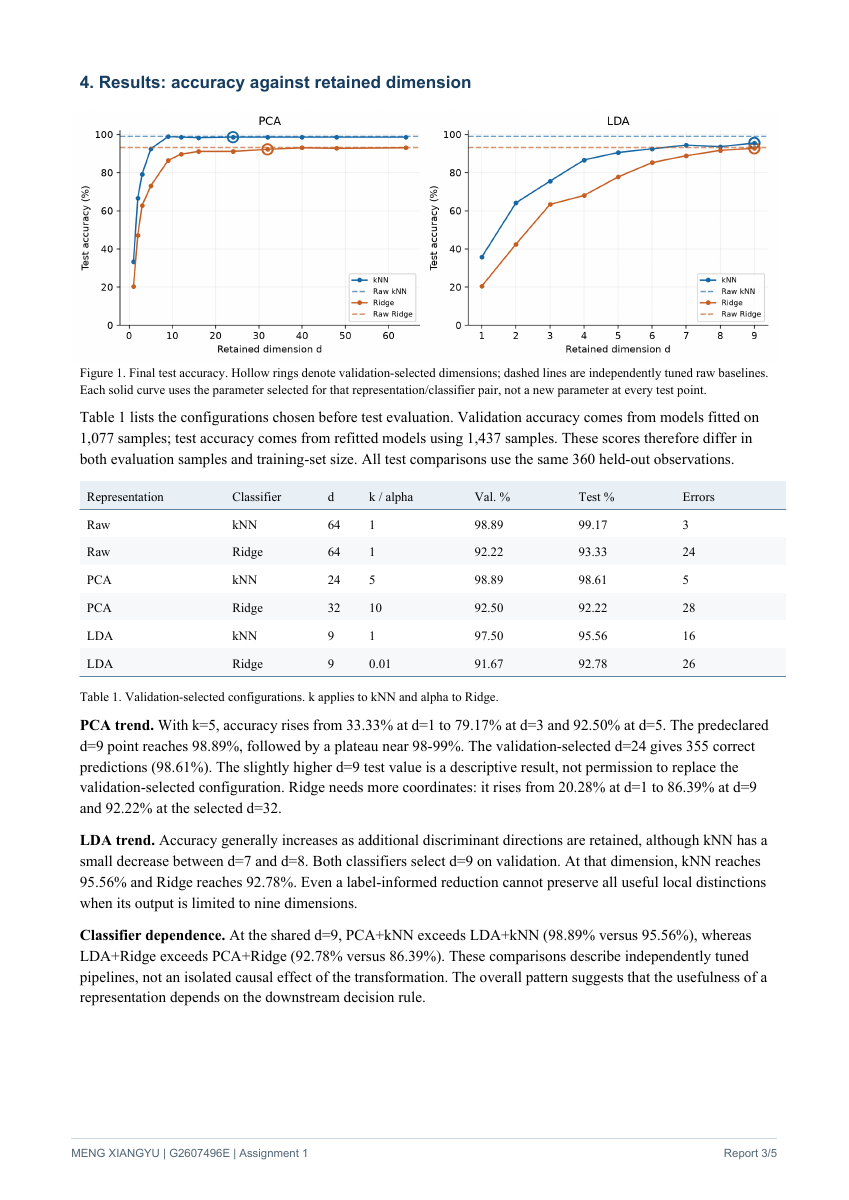 4. Results: accuracy against retained dimension
PCA
Test accuracy (%)
100
80
60
40
20
0
0 10 20 30 40 50 60
Retained dimension d
kNN
Raw kNN
Ridge
Raw Ridge
LDA
Test accuracy (%)
100
80
60
40
20
0
1 2 3 4 5 6 7 8 9
Retained dimension d
kNN
Raw kNN
Ridge
Raw Ridge
Figure 1. Final test accuracy. Hollow rings denote validation-selected dimensions; dashed lines are independently tuned raw baselines.
Each solid curve uses the parameter selected for that representation/classifier pair, not a new parameter at every test point.
Table 1 lists the configurations chosen before test evaluation. Validation accuracy comes from models fitted on
1,077 samples; test accuracy comes from refitted models using 1,437 samples. These scores therefore differ in
both evaluation samples and training-set size. All test comparisons use the same 360 held-out observations.
Representation Classifier d k / alpha Val. % Test % Errors
Raw kNN 64 1 98.89 99.17 3
Raw Ridge 64 1 92.22 93.33 24
PCA kNN 24 5 98.89 98.61 5
PCA Ridge 32 10 92.50 92.22 28
LDA kNN 9 1 97.50 95.56 16
LDA Ridge 9 0.01 91.67 92.78 26
Table 1. Validation-selected configurations. k applies to kNN and alpha to Ridge.
PCA trend. With k=5, accuracy rises from 33.33% at d=1 to 79.17% at d=3 and 92.50% at d=5. The predeclared
d=9 point reaches 98.89%, followed by a plateau near 98-99%. The validation-selected d=24 gives 355 correct
predictions (98.61%). The slightly higher d=9 test value is a descriptive result, not permission to replace the
validation-selected configuration. Ridge needs more coordinates: it rises from 20.28% at d=1 to 86.39% at d=9
and 92.22% at the selected d=32.
LDA trend. Accuracy generally increases as additional discriminant directions are retained, although kNN has a
small decrease between d=7 and d=8. Both classifiers select d=9 on validation. At that dimension, kNN reaches
95.56% and Ridge reaches 92.78%. Even a label-informed reduction cannot preserve all useful local distinctions
when its output is limited to nine dimensions.
Classifier dependence. At the shared d=9, PCA+kNN exceeds LDA+kNN (98.89% versus 95.56%), whereas
LDA+Ridge exceeds PCA+Ridge (92.78% versus 86.39%). These comparisons describe independently tuned
pipelines, not an isolated causal effect of the transformation. The overall pattern suggests that the usefulness of a
representation depends on the downstream decision rule.
MENG XIANGYU | G2607496E | Assignment 1
Report 3/5